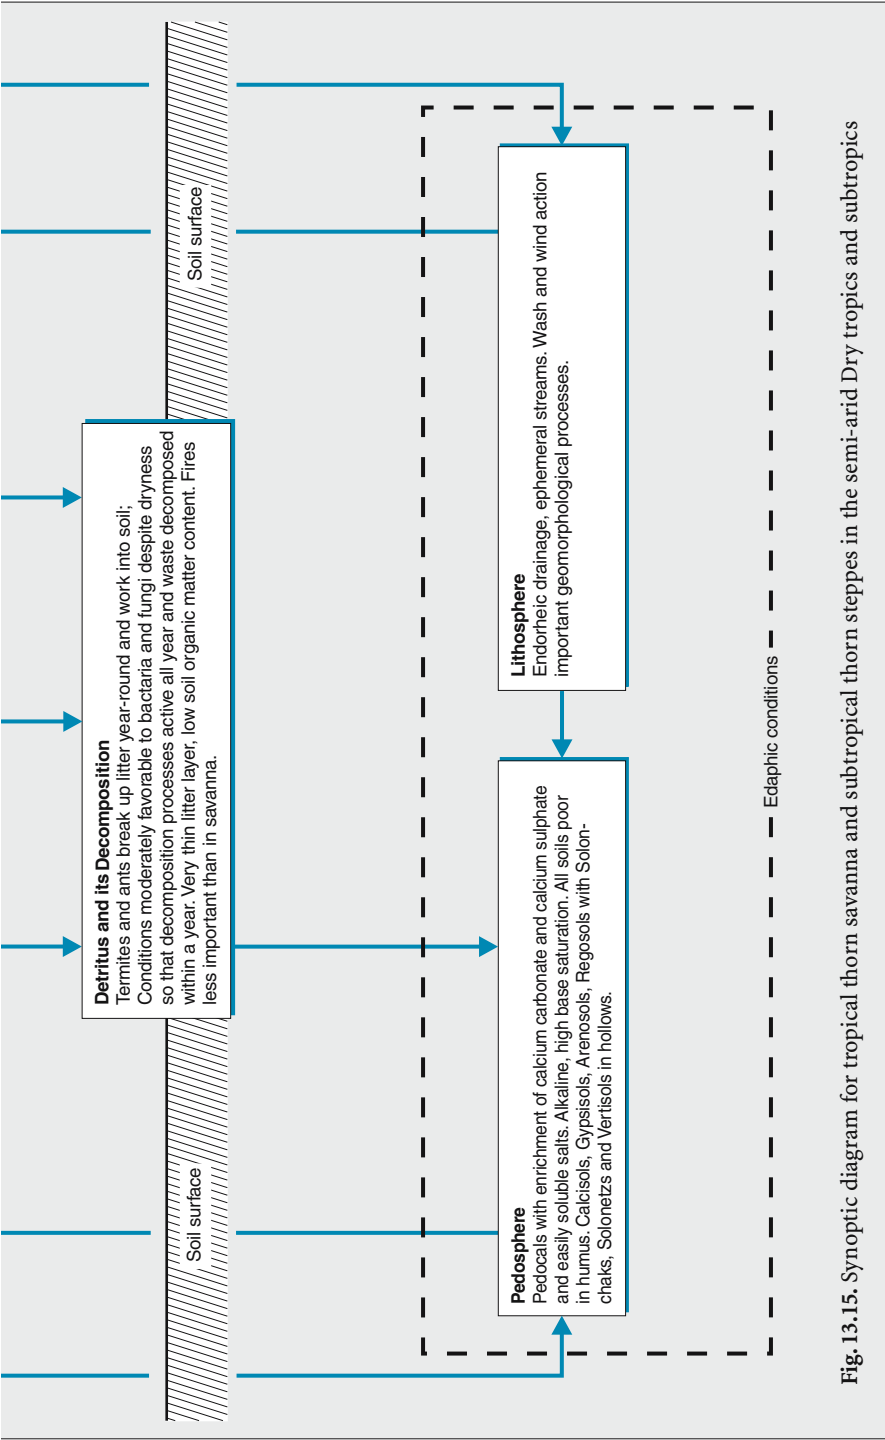 Detritus and its Decomposition
Termites and ants break up litter year-round and work into soil;
Conditions moderately favorable to bactaria and fungi despite dryness
so that decomposition processes active all year and waste decomposed
within a year. Very thin litter layer, low soil organic matter content. Fires
less important than in savanna.
Soil surface
Soil surface
Pedosphere
Pedocals with enrichment of calcium carbonate and calcium sulphate
and easily soluble salts. Alkaline, high base saturation. All soils poor
in humus. Calcisols, Gypsisols, Arenosols, Regosols with Solon-
chaks, Solonetzs and Vertisols in hollows.
Lithosphere
Endorheic drainage, ephemeral streams. Wash and wind action
important geomorphological processes.
Edaphic conditions
Fig. 13.15. Synoptic diagram for tropical thorn savanna and subtropical thorn steppes in the semi-arid Dry tropics and subtropics